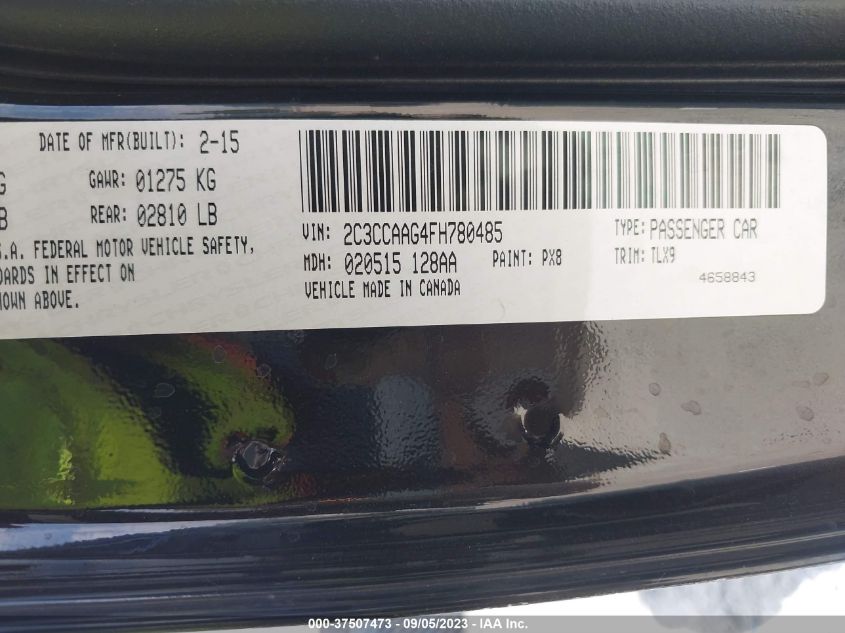 DATE OF MFR(BUILT): 2-15
G GAWR: 01275 KG
B REAR: 02810 LB
.S.A. FEDERAL MOTOR VEHICLE SAFETY,
DARDS IN EFFECT ON
HOWN ABOVE.
VIN: 2C3CCAAG4FH780485 TYPE: PASSENGER CAR
MDH: 020515 128AA PAINT: PX8 TRIM: TLX9
VEHICLE MADE IN CANADA 4658843
000-37507473 - 09/05/2023 - IAA Inc.